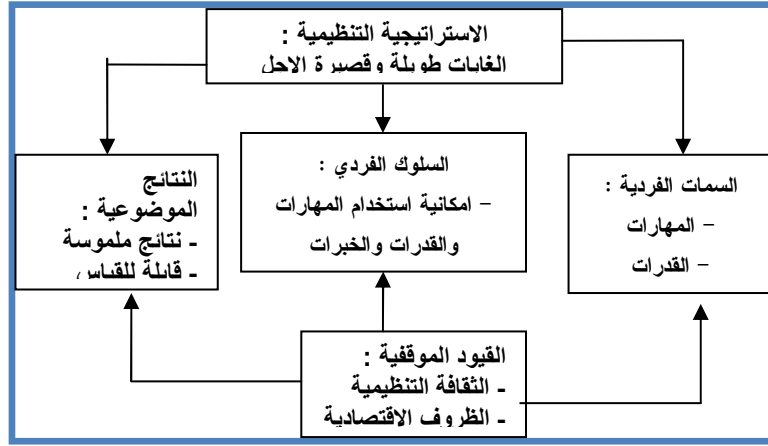 الاستراتيجية التنظيمية :
الغايات طويلة وقصيرة الاجل
السمات الفردية :
– المهارات
– القدرات
السلوك الفردي :
– امكانية استخدام المهارات
والقدرات والخبرات
النتائج
الموضوعية :
- نتائج ملموسة
- قابلة للقياس
القيود الموقفية :
- الثقافة التنظيمية
- الظروف الاقتصادية